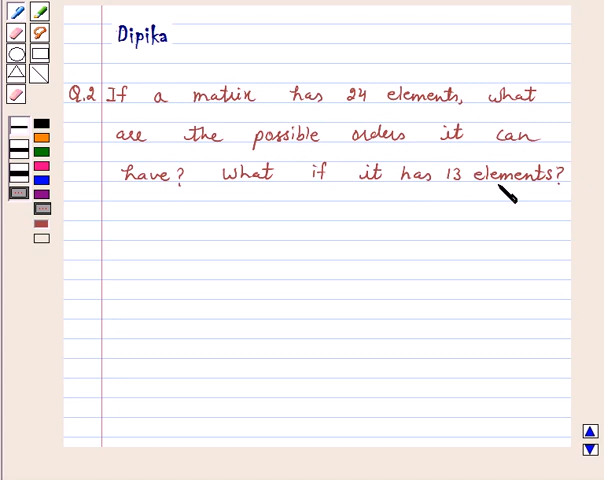 Dipika
Q.2 If a matrix has 24 elements, what
are the possible orders it can
have? What if it has 13 elements?